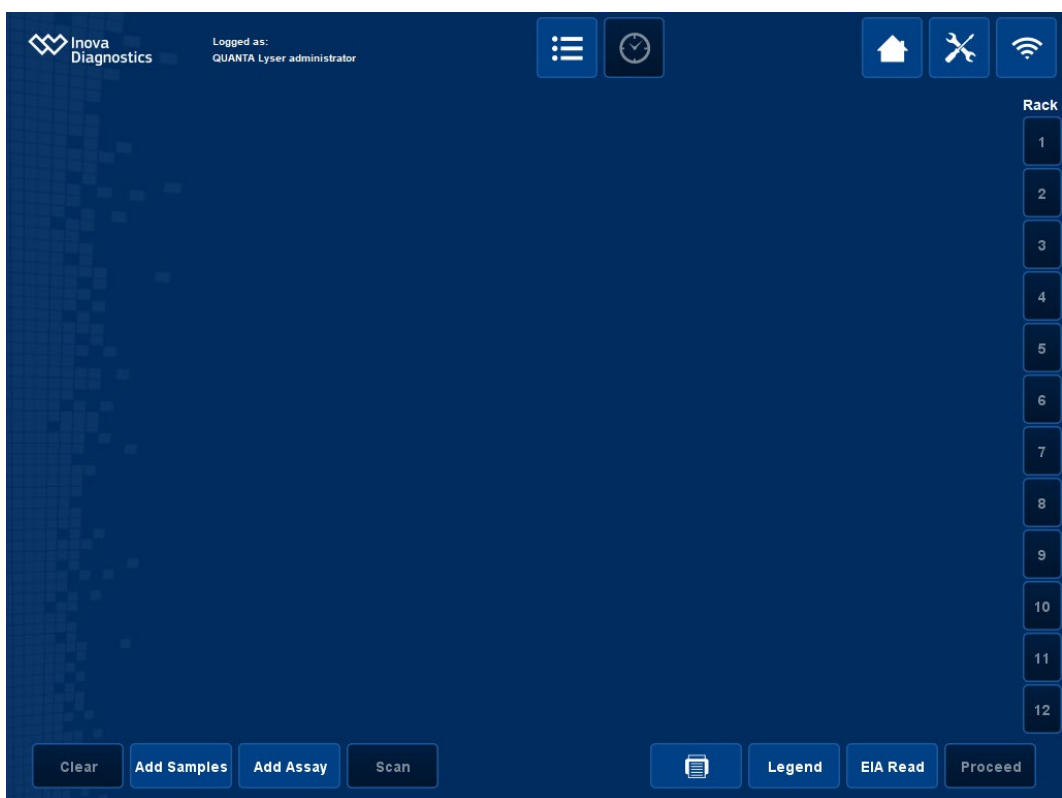 Inova
Diagnostics
Logged as:
QUANTA Lyser administrator
Rack
1
2
3
4
5
6
7
8
9
10
11
12
Clear
Add Samples
Add Assay
Scan
Legend
EIA Read
Proceed